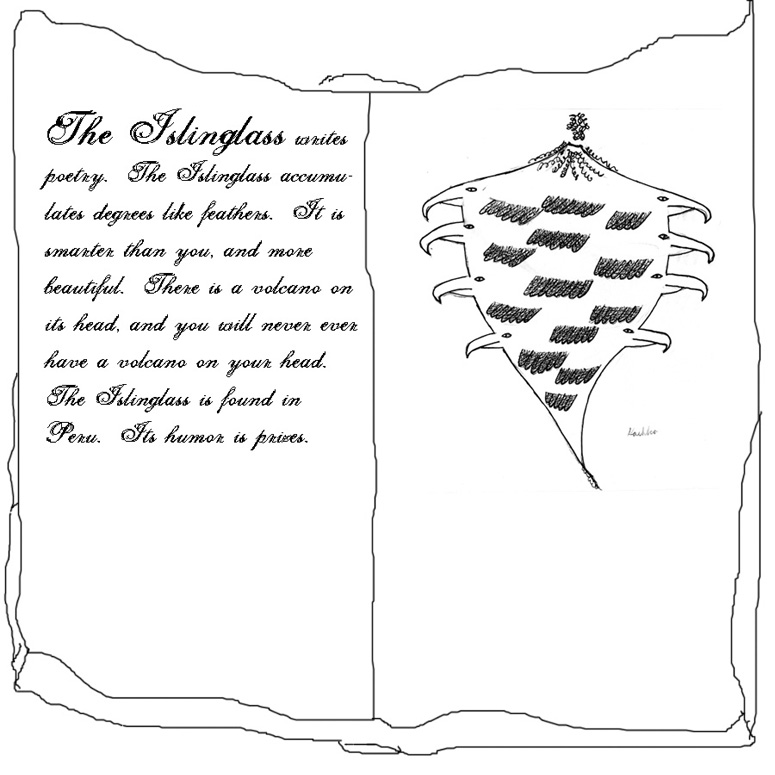 The Islinglass writes
poetry. The Islinglass accumu-
lates degrees like feathers. It is
smarter than you, and more
beautiful. There is a volcano on
its head, and you will never ever
have a volcano on your head.
The Islinglass is found in
Peru. Its humor is prizes.